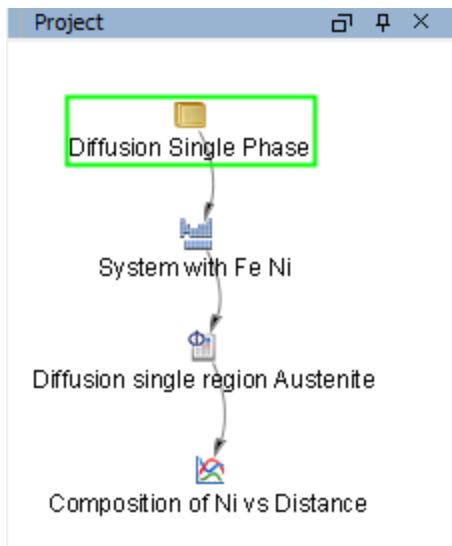 Project
Diffusion Single Phase
System with Fe Ni
Diffusion single region Austenite
Composition of Ni vs Distance